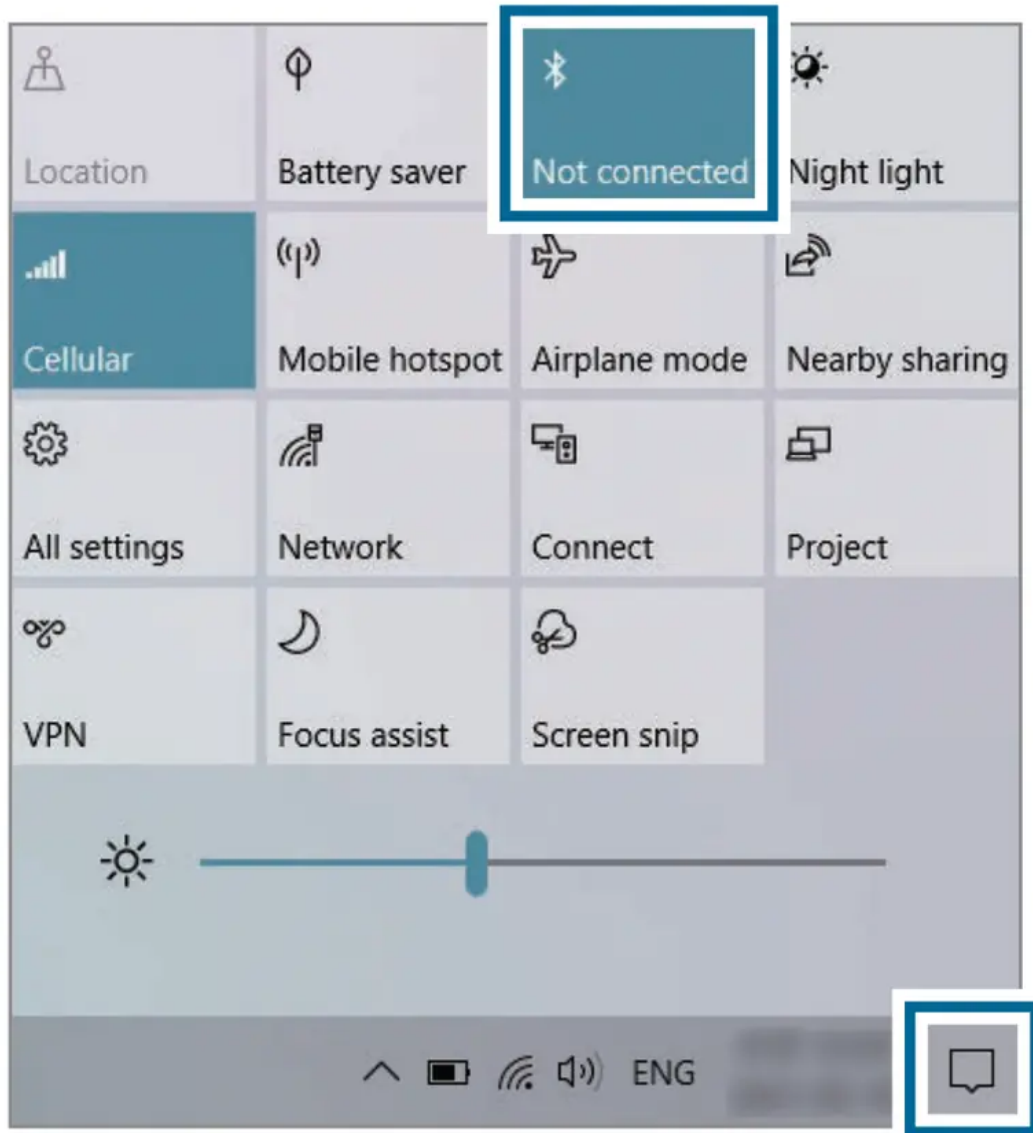 Location
Battery saver
Not connected
Night light
Cellular
Mobile hotspot
Airplane mode
Nearby sharing
All settings
Network
Connect
Project
VPN
Focus assist
Screen snip
ENG